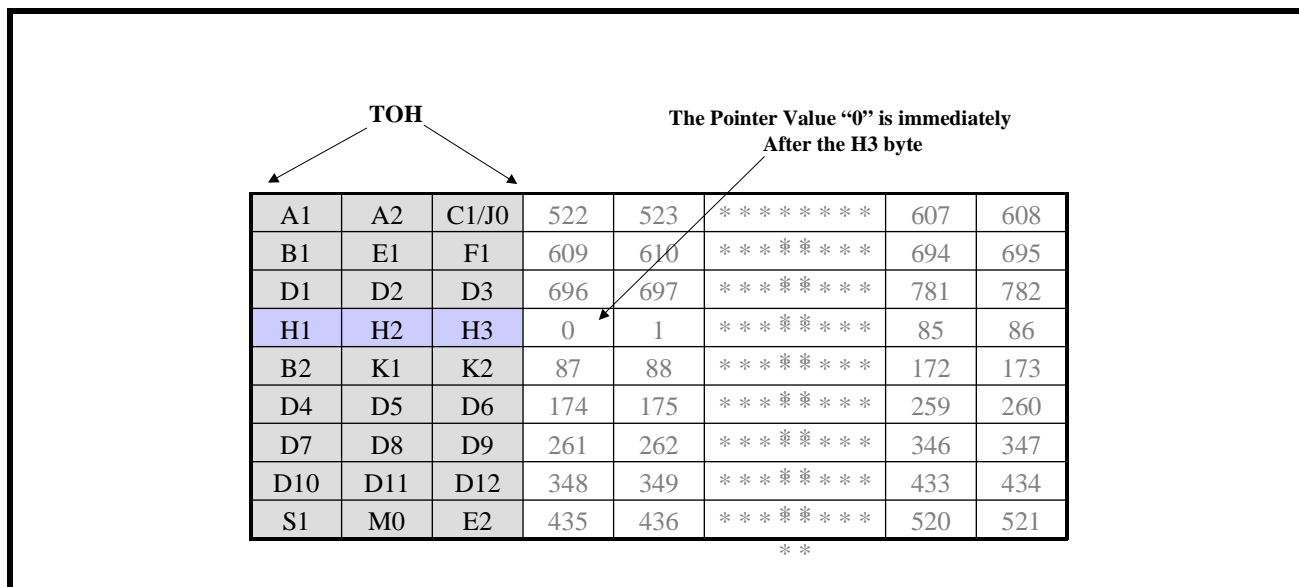 TOH
The Pointer Value “0” is immediately
After the H3 byte
A1 A2 C1/J0 522 523 * * * * * * * * 607 608
B1 E1 F1 609 610 * * * * * * * * 694 695
D1 D2 D3 696 697 * * * * * * * * 781 782
H1 H2 H3 0 1 * * * * * * * * 85 86
B2 K1 K2 87 88 * * * * * * * * 172 173
D4 D5 D6 174 175 * * * * * * * * 259 260
D7 D8 D9 261 262 * * * * * * * * 346 347
D10 D11 D12 348 349 * * * * * * * * 433 434
S1 M0 E2 435 436 * * * * * * * * 520 521
* *